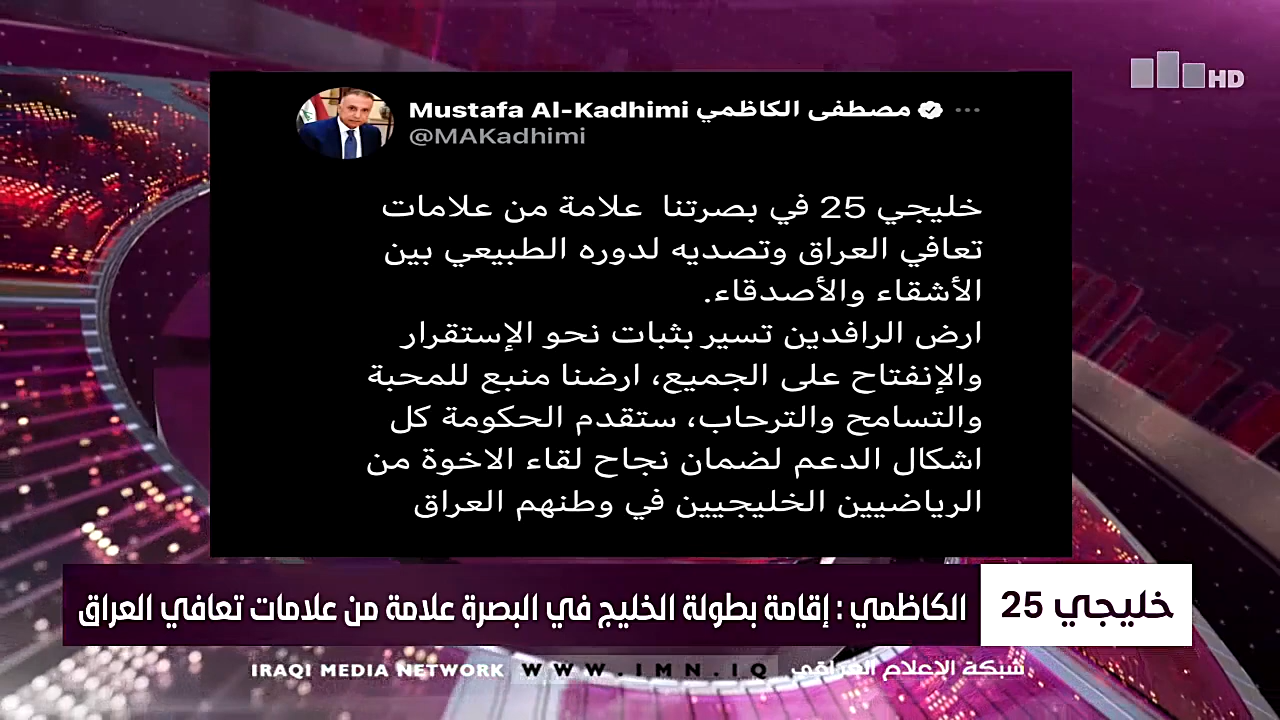 HD
Mustafa Al-Kadhimi مصطفى الكاظمي
@MAKadhimi
خليجي 25 في بصرتنا علامة من علامات
تعافي العراق وتصديه لدوره الطبيعي بين
الأشقاء والأصدقاء.
ارض الرافدين تسير بثبات نحو الإستقرار
والإنفتاح على الجميع، ارضنا منبع للمحبة
والتسامح والترحاب، ستقدم الحكومة كل
اشكال الدعم لضمان نجاح لقاء الاخوة من
الرياضيين الخليجيين في وطنهم العراق
خليجي 25
الكاظمي : إقامة بطولة الخليج في البصرة علامة من علامات تعافي العراق
IRAQI MEDIA NETWORK WWW.IMN.IQ شبكة الإعلام العراقي